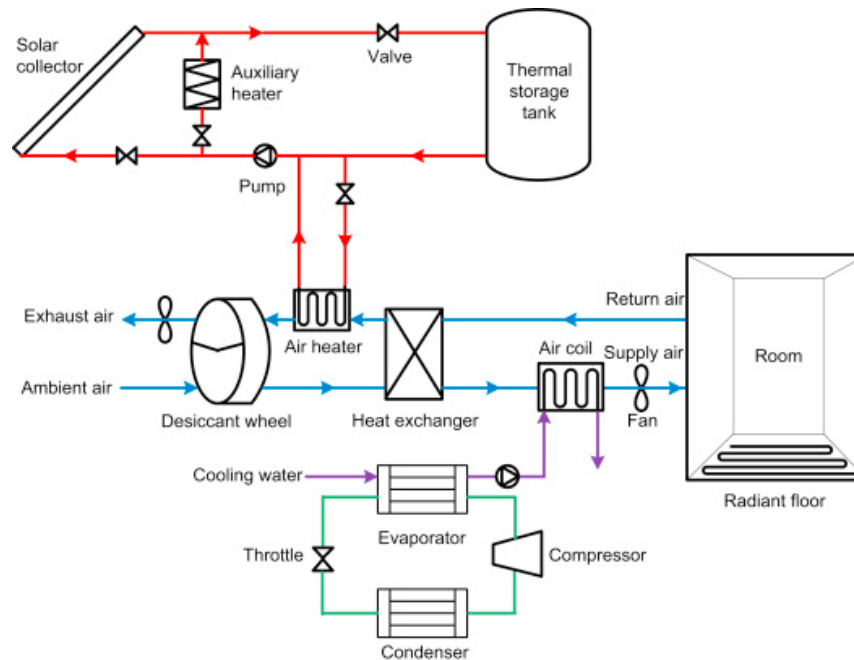 Solar
collector
Auxiliary
heater
Valve
Thermal
storage
tank
Pump
Exhaust air
Return air
Air heater
Air coil
Supply air
Room
Ambient air
Desiccant wheel
Heat exchanger
Fan
Cooling water
Radiant floor
Evaporator
Throttle
Compressor
Condenser